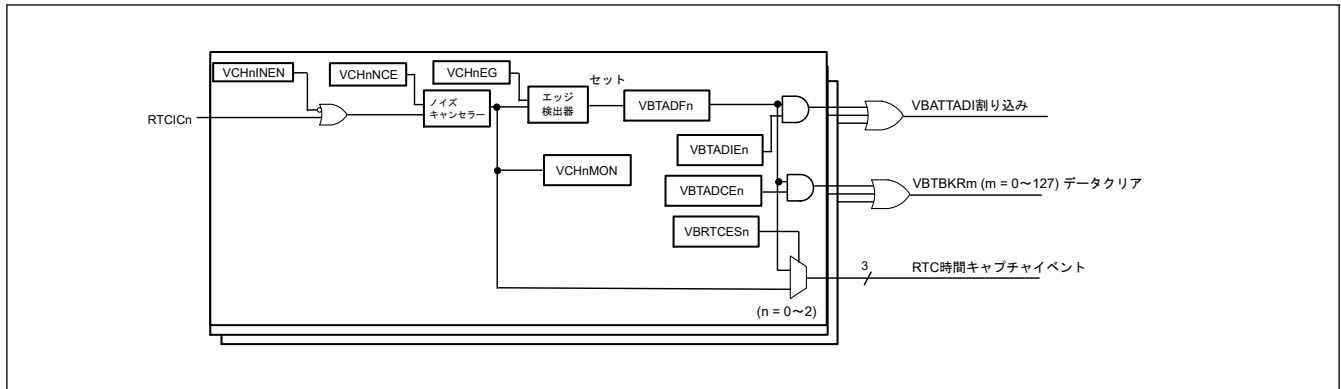 VCHnINEN
VCHnNCE
VCHnEG
セット
RTCICn
ノイズ
キャンセラー
エッジ
検出器
VBTADFn
VBATTADI割り込み
VBTADIEn
VCHnMON
VBTADCEn
VBTBKRm (m = 0～127) データクリア
VBRTCESn
3
RTC時間キャプチャイベント
(n = 0～2)